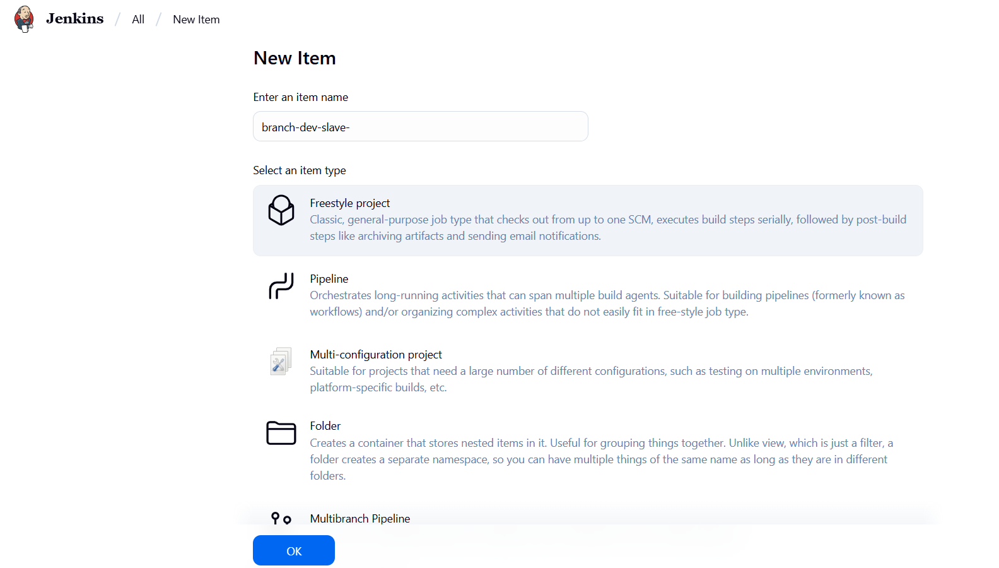 Jenkins / All / New Item
New Item
Enter an item name
branch-dev-slave-
Select an item type
Freestyle project
Classic, general-purpose job type that checks out from up to one SCM, executes build steps serially, followed by post-build
steps like archiving artifacts and sending email notifications.
Pipeline
Orchestrates long-running activities that can span multiple build agents. Suitable for building pipelines (formerly known as
workflows) and/or organizing complex activities that do not easily fit in free-style job type.
Multi-configuration project
Suitable for projects that need a large number of different configurations, such as testing on multiple environments,
platform-specific builds, etc.
Folder
Creates a container that stores nested items in it. Useful for grouping things together. Unlike view, which is just a filter, a
folder creates a separate namespace, so you can have multiple things of the same name as long as they are in different
folders.
Multibranch Pipeline
OK